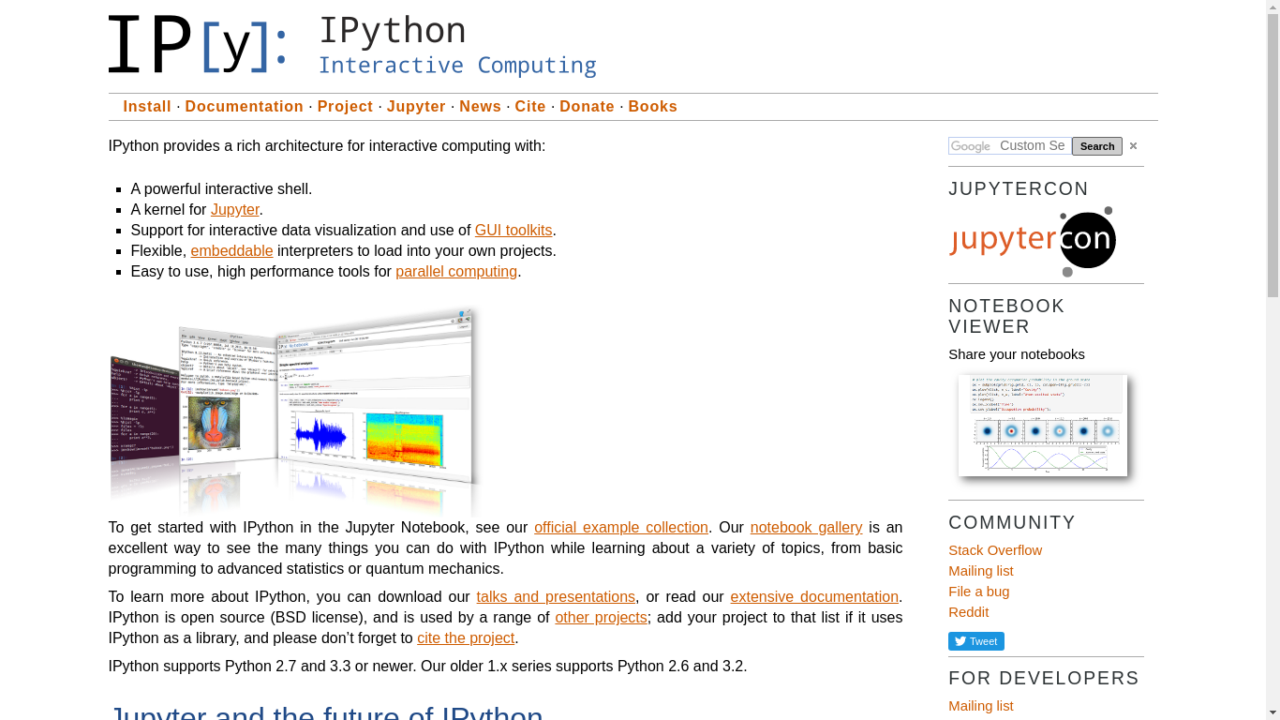 IP[y]: IPython
Interactive Computing
Install · Documentation · Project · Jupyter · News · Cite · Donate · Books
IPython provides a rich architecture for interactive computing with:
A powerful interactive shell.
A kernel for Jupyter.
Support for interactive data visualization and use of GUI toolkits.
Flexible, embeddable interpreters to load into your own projects.
Easy to use, high performance tools for parallel computing.
To get started with IPython in the Jupyter Notebook, see our official example collection. Our notebook gallery is an
excellent way to see the many things you can do with IPython while learning about a variety of topics, from basic
programming to advanced statistics or quantum mechanics.
To learn more about IPython, you can download our talks and presentations, or read our extensive documentation.
IPython is open source (BSD license), and is used by a range of other projects; add your project to that list if it uses
IPython as a library, and please don’t forget to cite the project.
IPython supports Python 2.7 and 3.3 or newer. Our older 1.x series supports Python 2.6 and 3.2.
Jupyter and the future of IPython
Google Custom Se Search ×
JUPYTERCON
jupytercon
NOTEBOOK
VIEWER
Share your notebooks
COMMUNITY
Stack Overflow
Mailing list
File a bug
Reddit
Tweet
FOR DEVELOPERS
Mailing list